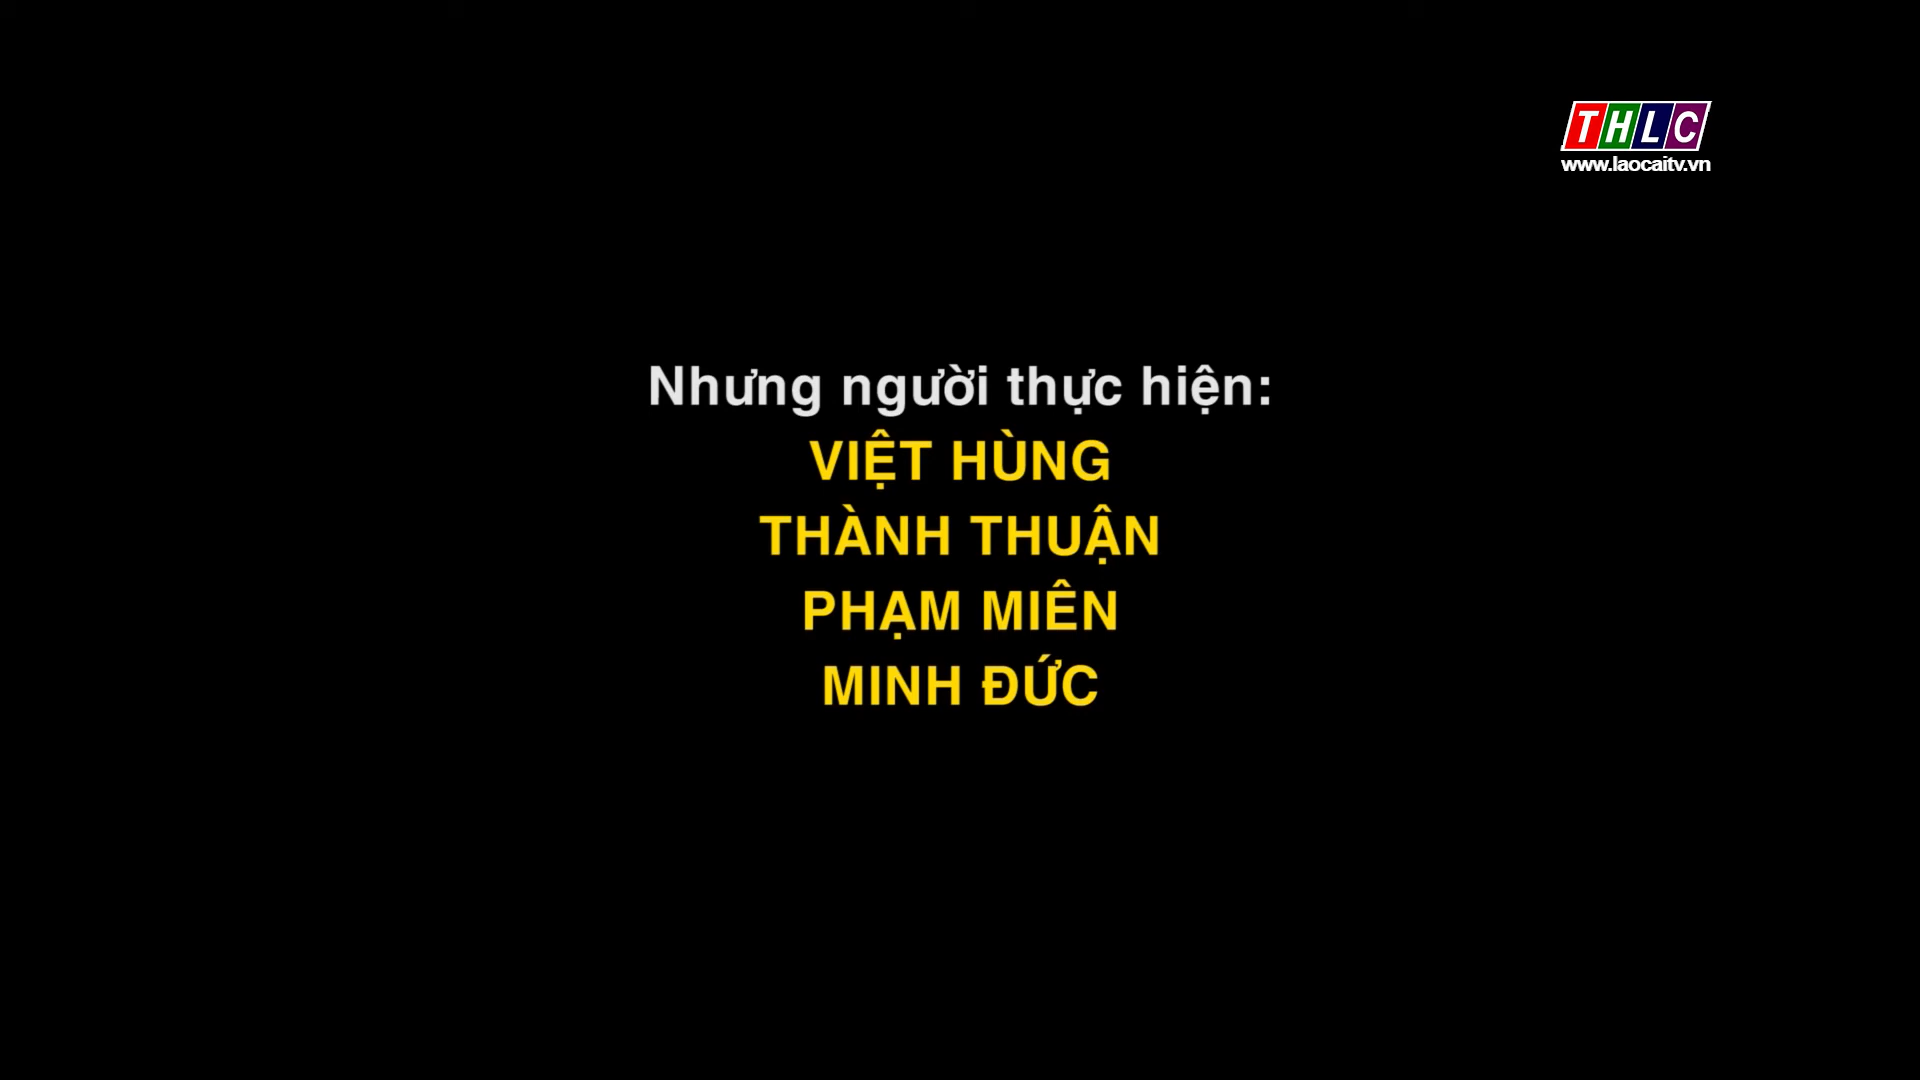 THLC
www.laocaitv.vn
Nhưng người thực hiện:
VIỆT HÙNG
THÀNH THUẬN
PHẠM MIÊN
MINH ĐỨC